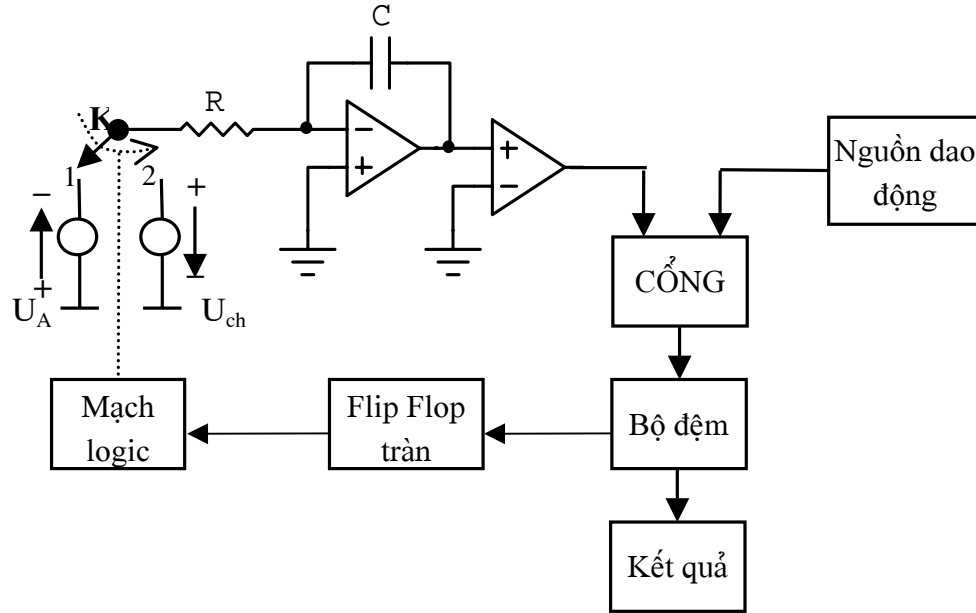 C
R
K
1
2
−
+
−
+
+
−
+
−
U_A
U_ch
Nguồn dao
động
CỔNG
Mạch
logic
Flip Flop
tràn
Bộ đệm
Kết quả